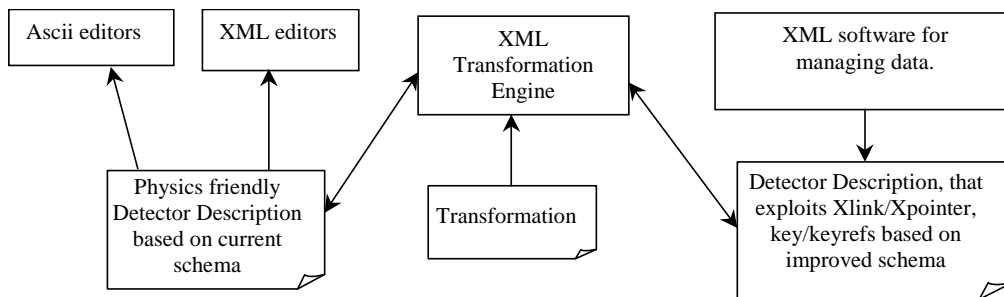 Ascii editors
XML editors
XML
Transformation
Engine
XML software for
managing data.
Physics friendly
Detector Description
based on current
schema
Transformation
Detector Description, that
exploits Xlink/Xpointer,
key/keyrefs based on
improved schema